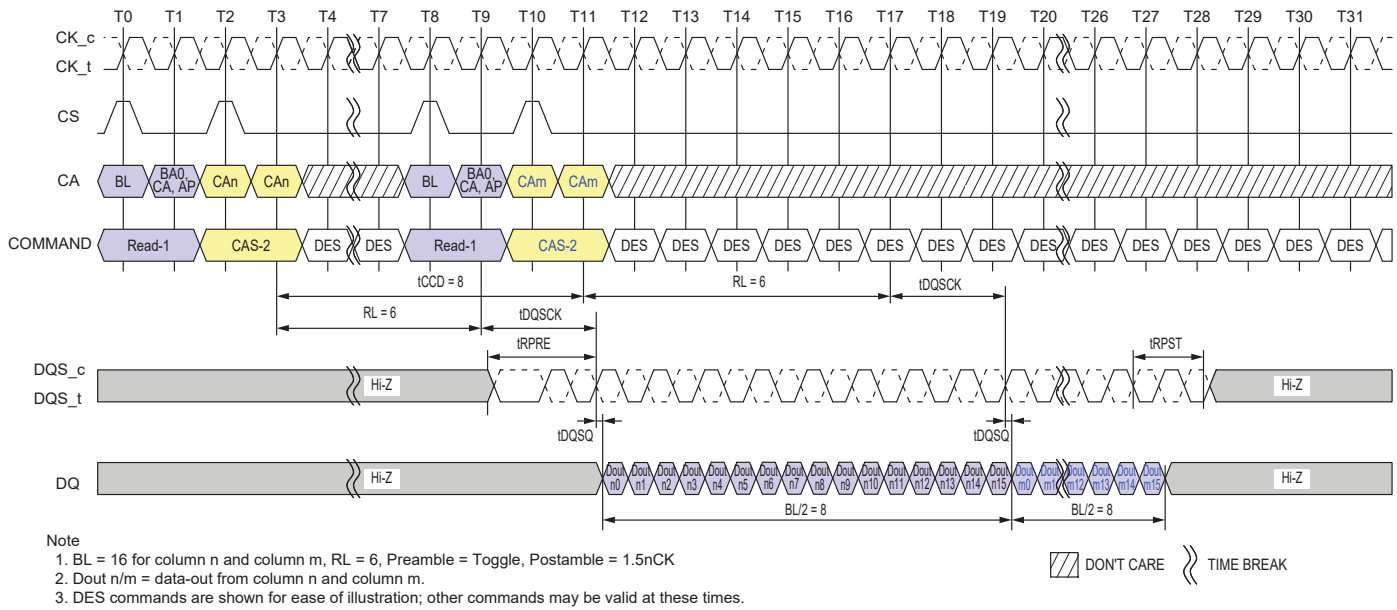 T0 T1 T2 T3 T4 T7 T8 T9 T10 T11 T12 T13 T14 T15 T16 T17 T18 T19 T20 T26 T27 T28 T29 T30 T31
CK_c
CK_t
CS
CA BL BA0, CA, AP CAn CAn BL BA0, CA, AP CAm CAm
COMMAND Read-1 CAS-2 DES DES Read-1 CAS-2 DES DES DES DES DES DES DES DES DES DES DES DES DES DES DES
tCCD = 8 RL = 6 tDQSCK
RL = 6 tDQSCK
tRPRE tRPST
DQS_c
DQS_t
Hi-Z Hi-Z
tDQSQ tDQSQ
DQ Hi-Z Dout n0 Dout n1 Dout n2 Dout n3 Dout n4 Dout n5 Dout n6 Dout n7 Dout n8 Dout n9 Dout n10 Dout n11 Dout n12 Dout n13 Dout n14 Dout n15 Dout m0 Dout m1 Dout m12 Dout m13 Dout m14 Dout m15 Hi-Z
BL/2 = 8 BL/2 = 8
Note
1. BL = 16 for column n and column m, RL = 6, Preamble = Toggle, Postamble = 1.5nCK
2. Dout n/m = data-out from column n and column m.
3. DES commands are shown for ease of illustration; other commands may be valid at these times.
DON'T CARE TIME BREAK